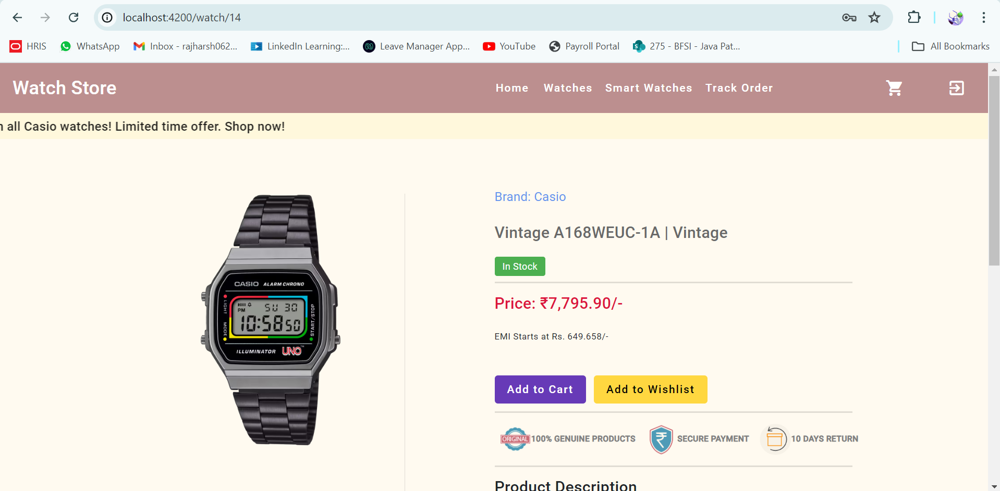 localhost:4200/watch/14
HRIS WhatsApp Inbox - rajharsh062... LinkedIn Learning:... Leave Manager App... YouTube Payroll Portal 275 - BFSI - Java Pat... All Bookmarks
Watch Store Home Watches Smart Watches Track Order
all Casio watches! Limited time offer. Shop now!
Brand: Casio
Vintage A168WEUC-1A | Vintage
In Stock
Price: ₹7,795.90/-
EMI Starts at Rs. 649.658/-
Add to Cart Add to Wishlist
ORIGINAL 100% GENUINE PRODUCTS SECURE PAYMENT 10 DAYS RETURN
Product Description
CASIO ALARM CHRONO
LIGHT
MODE
START/STOP
PM SU 30
10:58 50
ILLUMINATOR UNO™